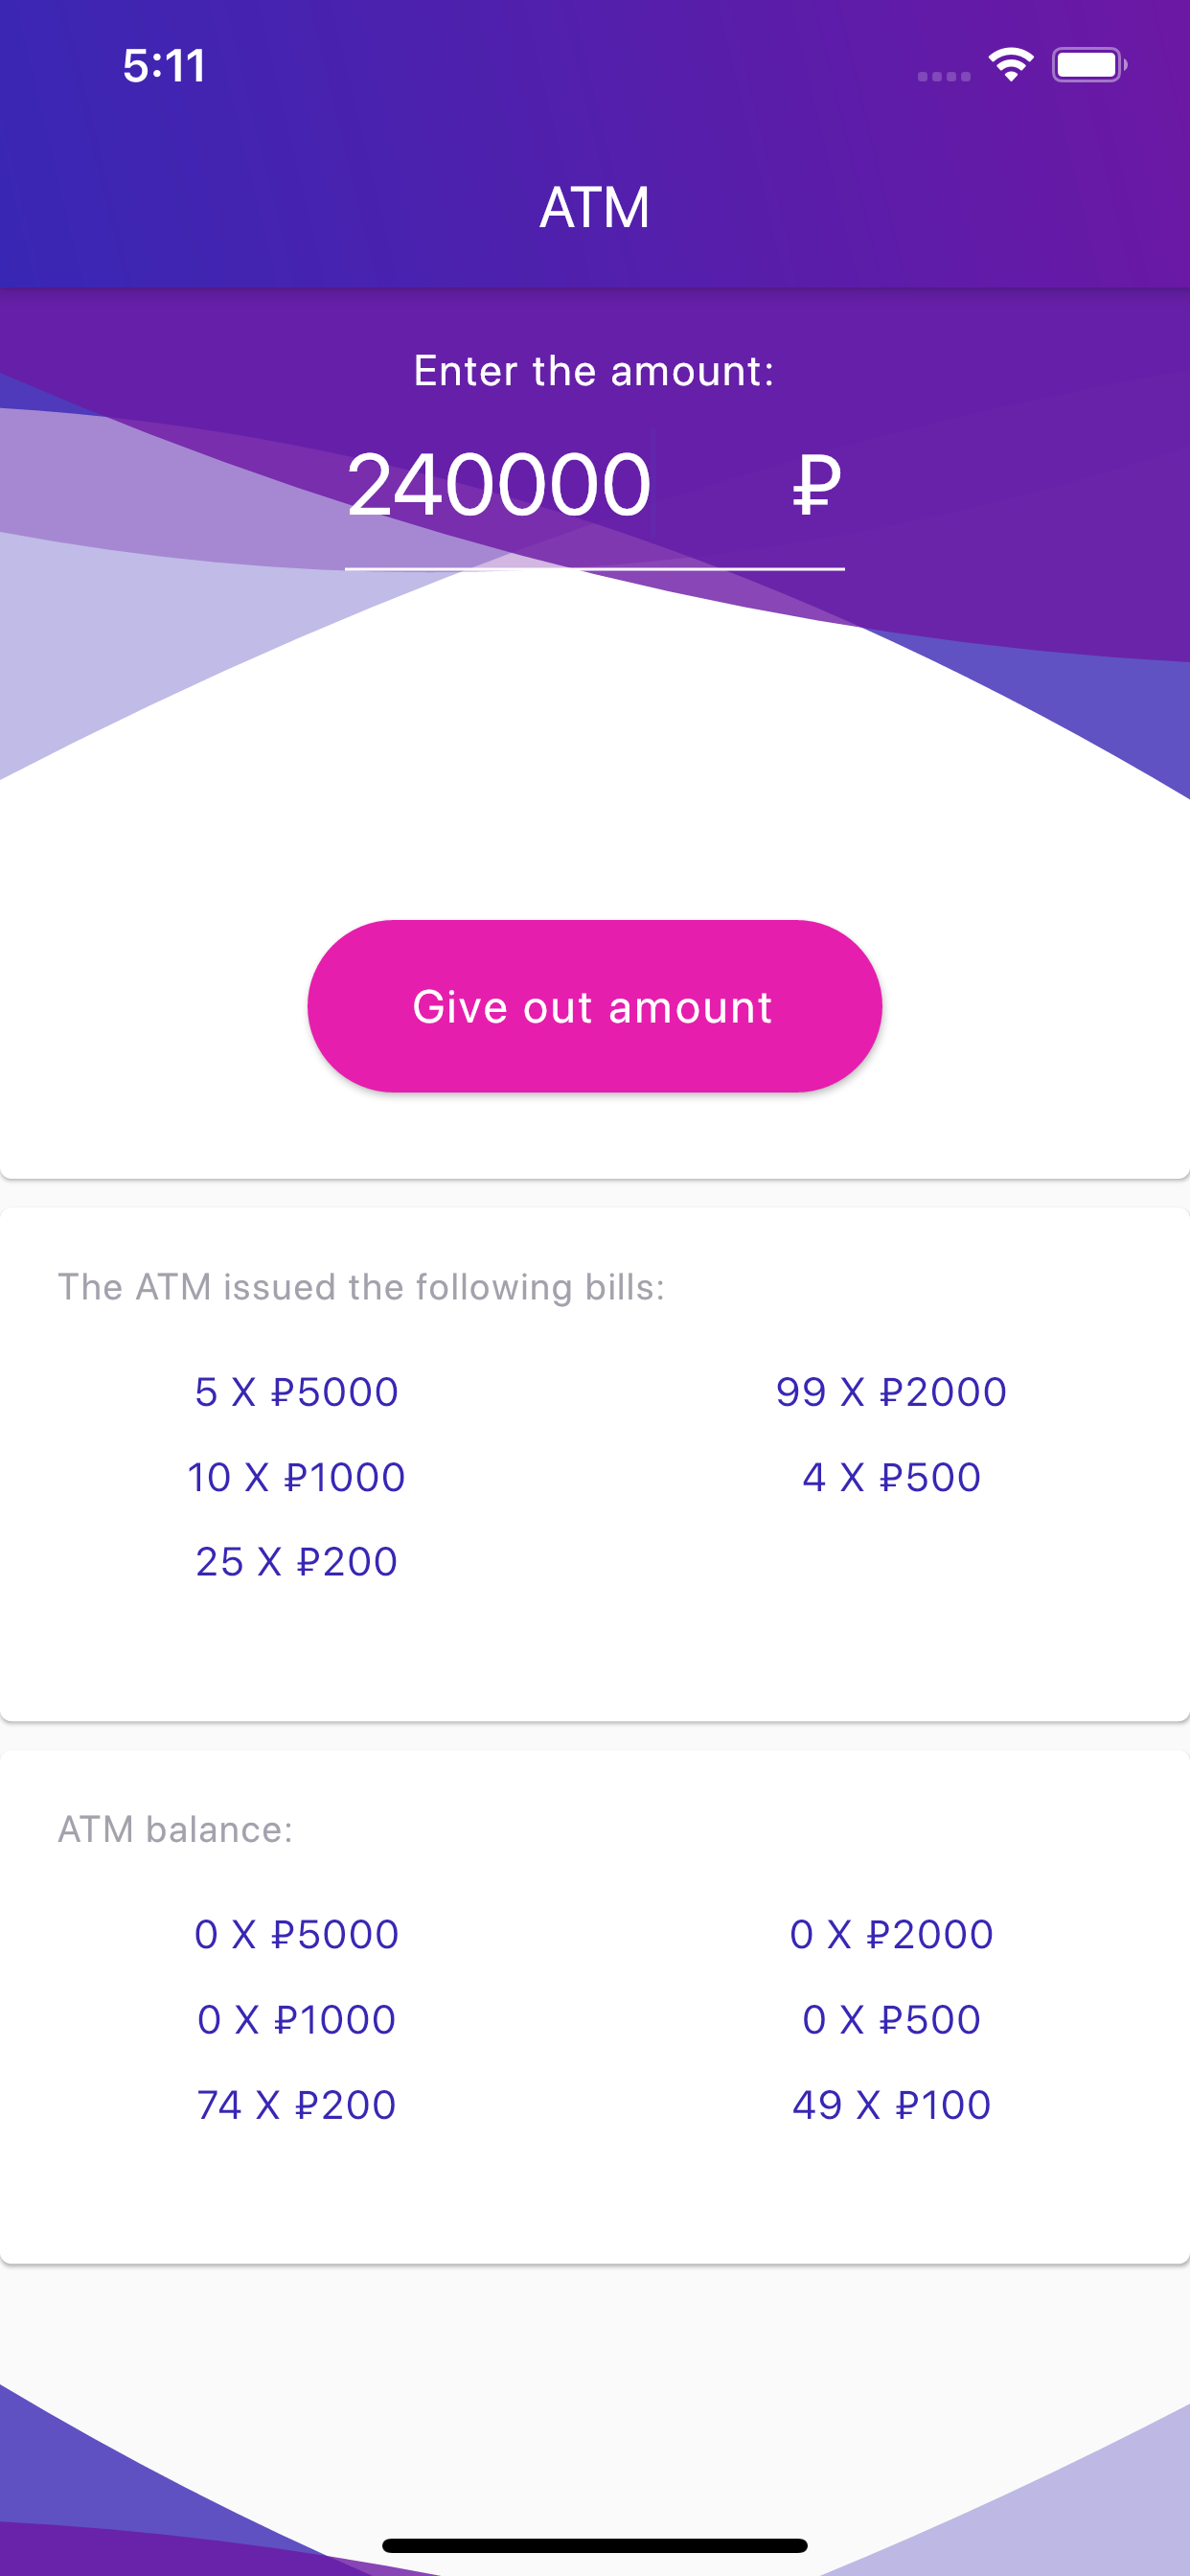 5:11
ATM
Enter the amount:
240000 ₽
Give out amount
The ATM issued the following bills:
5 X ₽5000 99 X ₽2000
10 X ₽1000 4 X ₽500
25 X ₽200
ATM balance:
0 X ₽5000 0 X ₽2000
0 X ₽1000 0 X ₽500
74 X ₽200 49 X ₽100